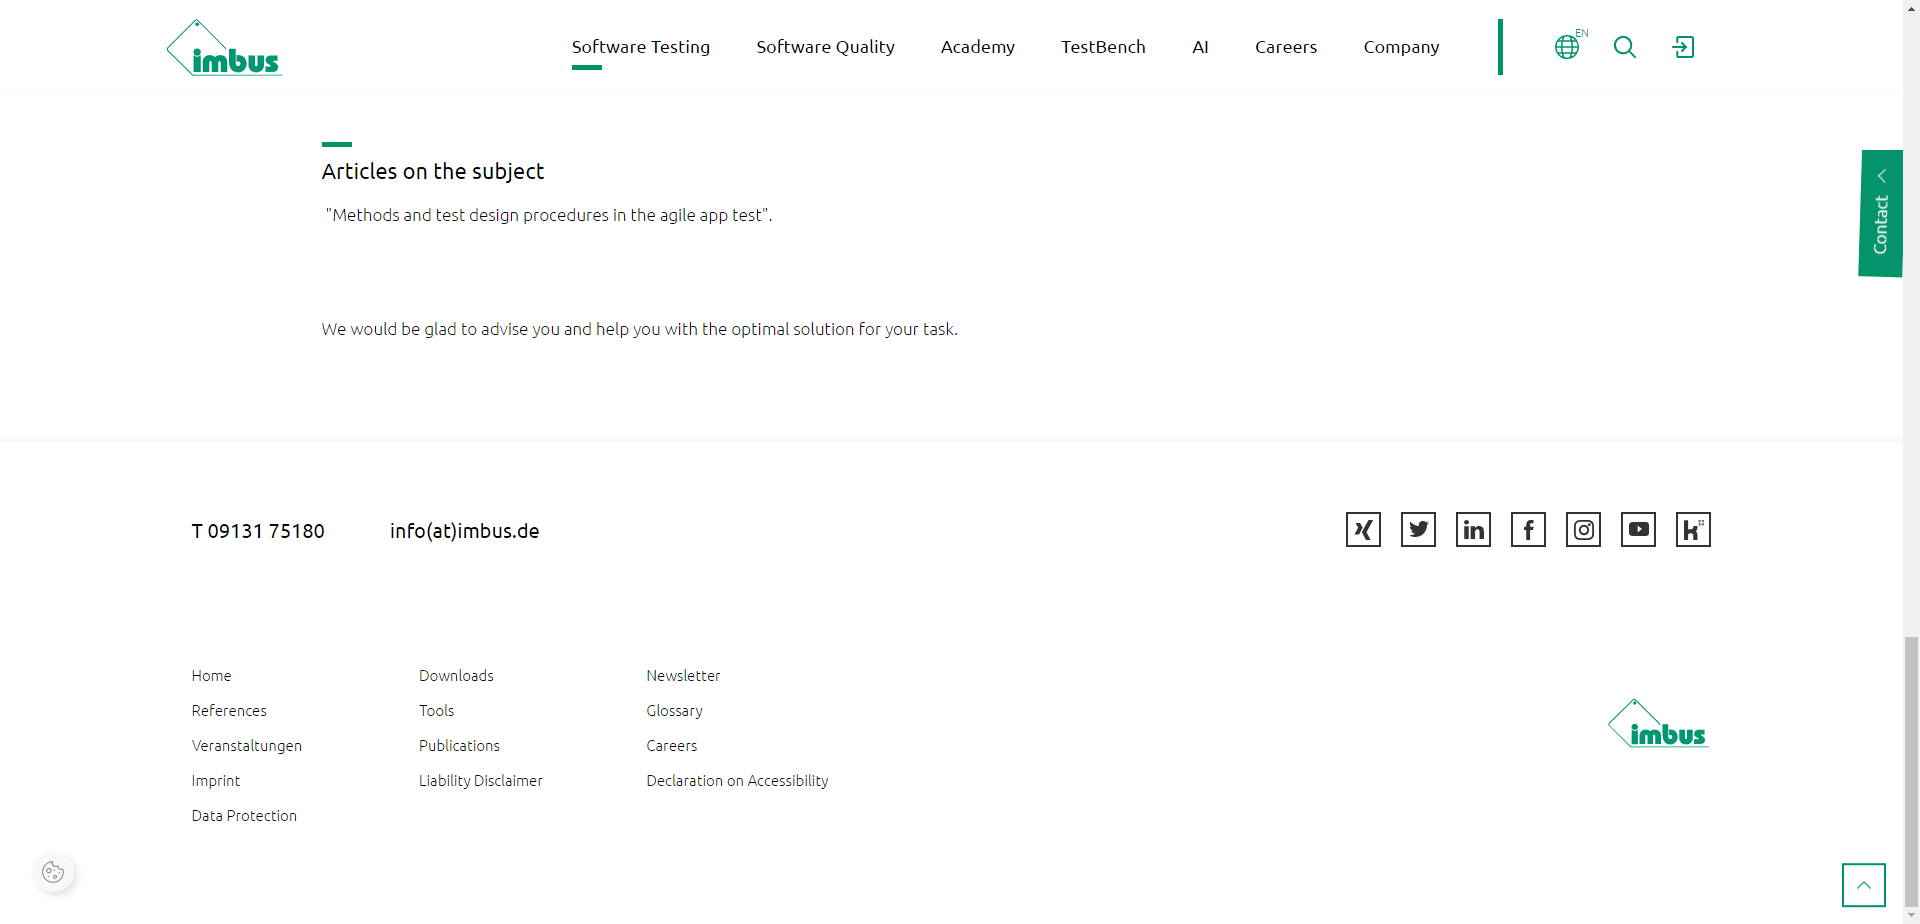 imbus
Software Testing
Software Quality
Academy
TestBench
AI
Careers
Company
EN
Contact
Articles on the subject
"Methods and test design procedures in the agile app test".
We would be glad to advise you and help you with the optimal solution for your task.
T 09131 75180
info(at)imbus.de
Home
References
Veranstaltungen
Imprint
Data Protection
Downloads
Tools
Publications
Liability Disclaimer
Newsletter
Glossary
Careers
Declaration on Accessibility
imbus